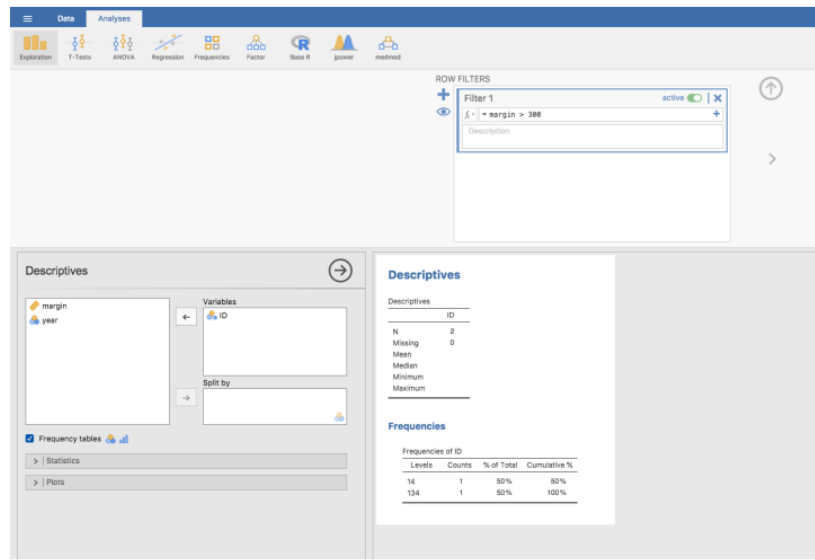 Data Analyses
Exploration T-Tests ANOVA Regression Frequencies Factor Base R jpower medmod
ROW FILTERS
Filter 1 active
= margin > 300
Description
Descriptives
margin
year
Variables
ID
Split by
Frequency tables
Statistics
Plots
Descriptives
Descriptives
ID
N 2
Missing 0
Mean
Median
Minimum
Maximum
Frequencies
Frequencies of ID
Levels Counts % of Total Cumulative %
14 1 50% 50%
134 1 50% 100%